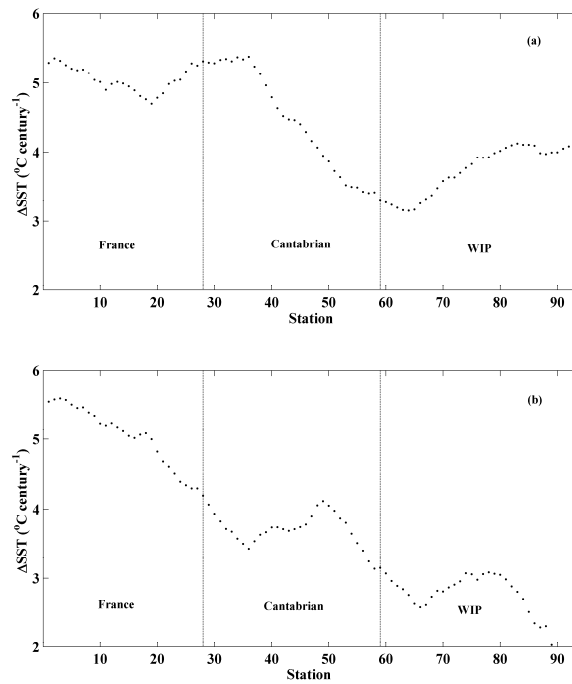 6
(a)
5
4
3
2
ΔSST (°C century⁻¹)
France
Cantabrian
WIP
10 20 30 40 50 60 70 80 90
Station
6
(b)
5
4
3
2
ΔSST (°C century⁻¹)
France
Cantabrian
WIP
10 20 30 40 50 60 70 80 90
Station